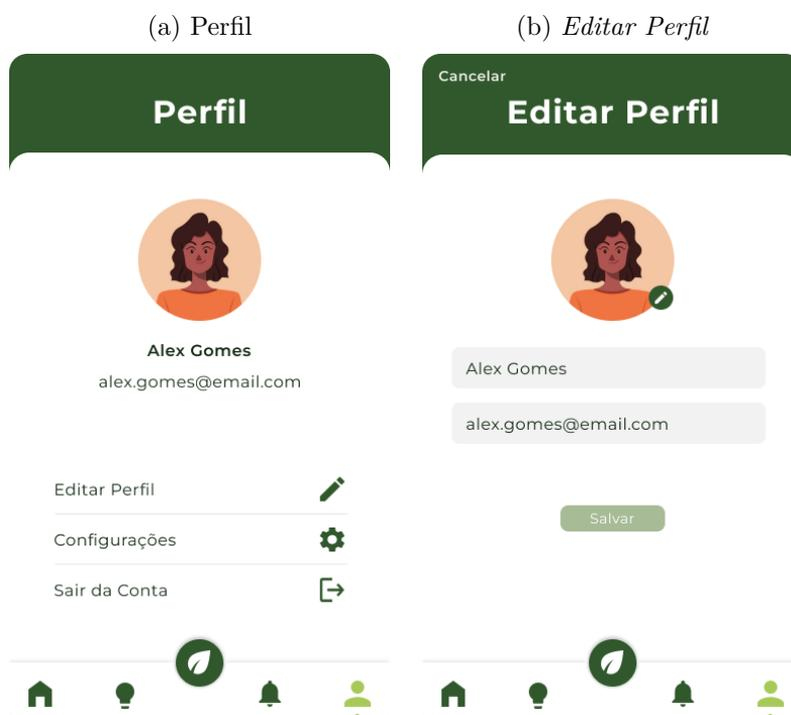 (a) Perfil
Perfil
Alex Gomes
alex.gomes@email.com
Editar Perfil
Configurações
Sair da Conta
(b) Editar Perfil
Cancelar
Editar Perfil
Alex Gomes
alex.gomes@email.com
Salvar